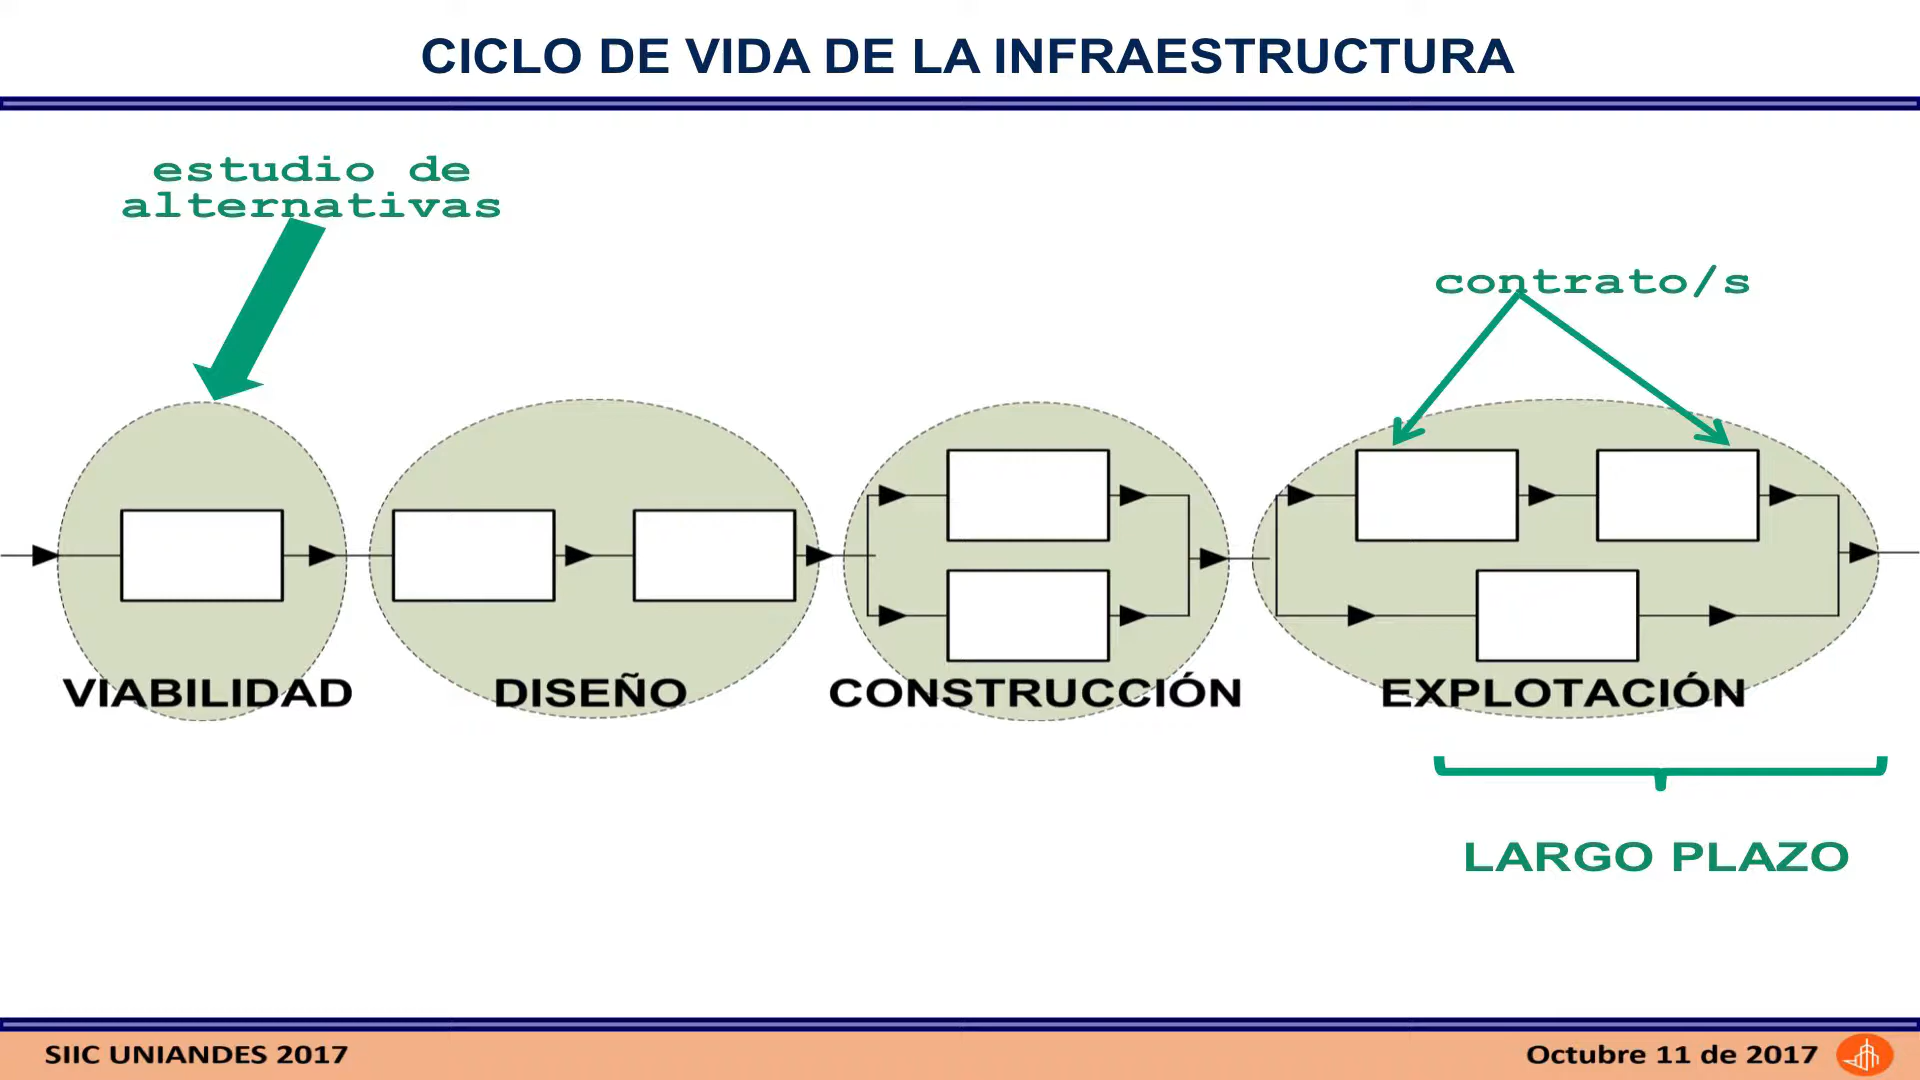 CICLO DE VIDA DE LA INFRAESTRUCTURA
estudio de
alternativas
contrato/s
VIABILIDAD
DISEÑO
CONSTRUCCIÓN
EXPLOTACIÓN
LARGO PLAZO
SIIC UNIANDES 2017
Octubre 11 de 2017